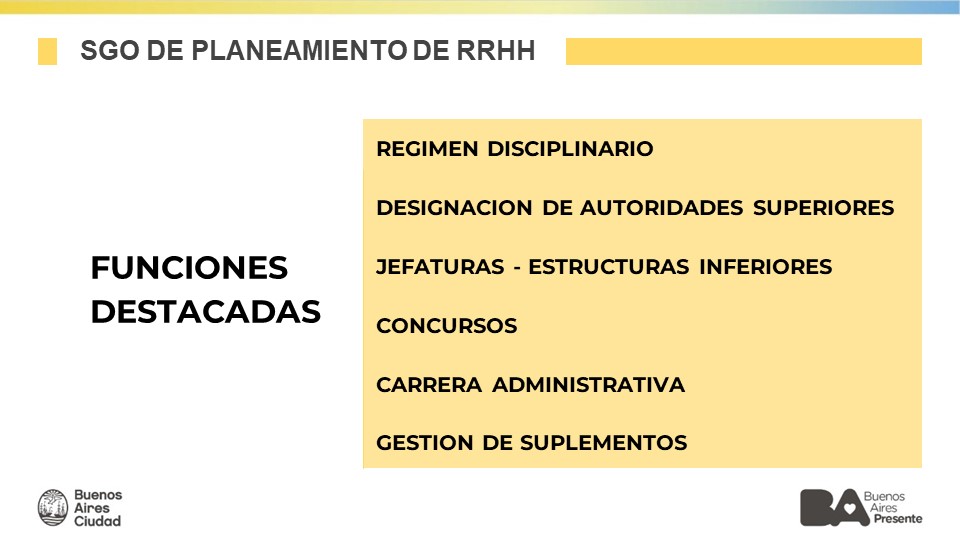 SGO DE PLANEAMIENTO DE RRHH
FUNCIONES
DESTACADAS
REGIMEN DISCIPLINARIO
DESIGNACION DE AUTORIDADES SUPERIORES
JEFATURAS - ESTRUCTURAS INFERIORES
CONCURSOS
CARRERA ADMINISTRATIVA
GESTION DE SUPLEMENTOS
Buenos
Aires
Ciudad
BA
Buenos
Aires
Presente